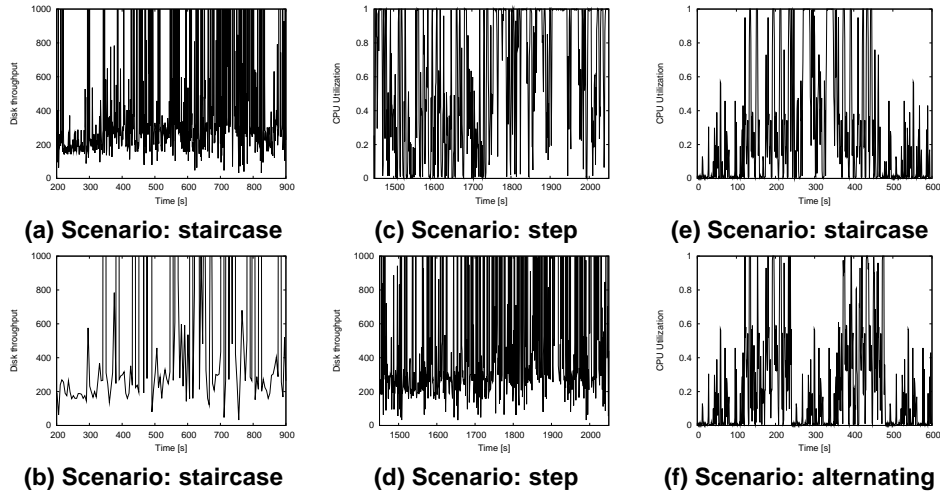 1000
800
600
400
200
0
Disk throughput
200 300 400 500 600 700 800 900
Time [s]
(a) Scenario: staircase
1
0.8
0.6
0.4
0.2
0
CPU Utilization
1500 1600 1700 1800 1900 2000
Time [s]
(c) Scenario: step
1
0.8
0.6
0.4
0.2
0
CPU Utilization
0 100 200 300 400 500 600
Time [s]
(e) Scenario: staircase
1000
800
600
400
200
0
Disk throughput
200 300 400 500 600 700 800 900
Time [s]
(b) Scenario: staircase
1000
800
600
400
200
0
Disk throughput
1500 1600 1700 1800 1900 2000
Time [s]
(d) Scenario: step
1
0.8
0.6
0.4
0.2
0
CPU Utilization
0 100 200 300 400 500 600
Time [s]
(f) Scenario: alternating